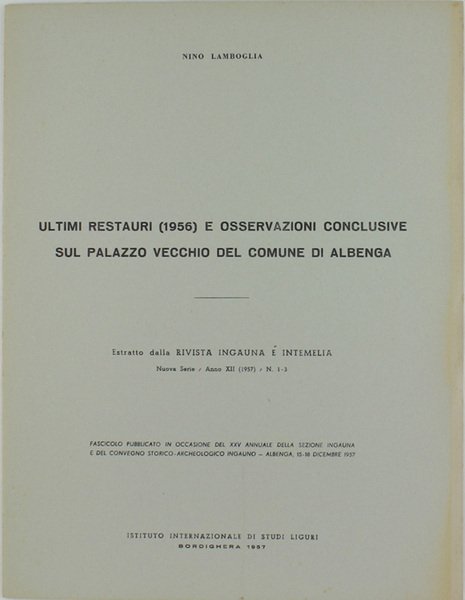 NINO LAMBOGLIA
ULTIMI RESTAURI (1956) E OSSERVAZIONI CONCLUSIVE
SUL PALAZZO VECCHIO DEL COMUNE DI ALBENGA
Estratto dalla RIVISTA INGAUNA E INTEMELIA
Nuova Serie / Anno XII (1957) / N. 1-3
FASCICOLO PUBBLICATO IN OCCASIONE DEL XXV ANNUALE DELLA SEZIONE INGAUNA
E DEL CONVEGNO STORICO-ARCHEOLOGICO INGAUNO — ALBENGA, 15-18 DICEMBRE 1957
ISTITUTO INTERNAZIONALE DI STUDI LIGURI
BORDIGHERA 1957